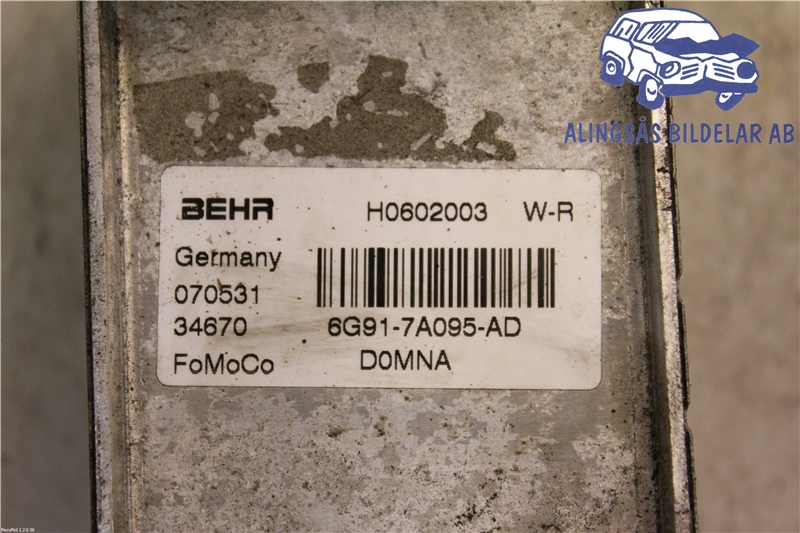 ALINGSÅS BILDELAR AB
BEHR H0602003 W-R
Germany
070531
34670 6G91-7A095-AD
FoMoCo D0MNA